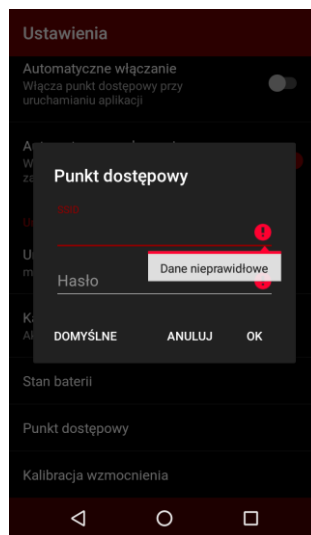 Ustawienia
Automatyczne włączanie
Włącza punkt dostępowy przy
uruchamianiu aplikacji
Punkt dostępowy
SSID
Dane nieprawidłowe
Hasło
DOMYŚLNE ANULUJ OK
Stan baterii
Punkt dostępowy
Kalibracja wzmocnienia